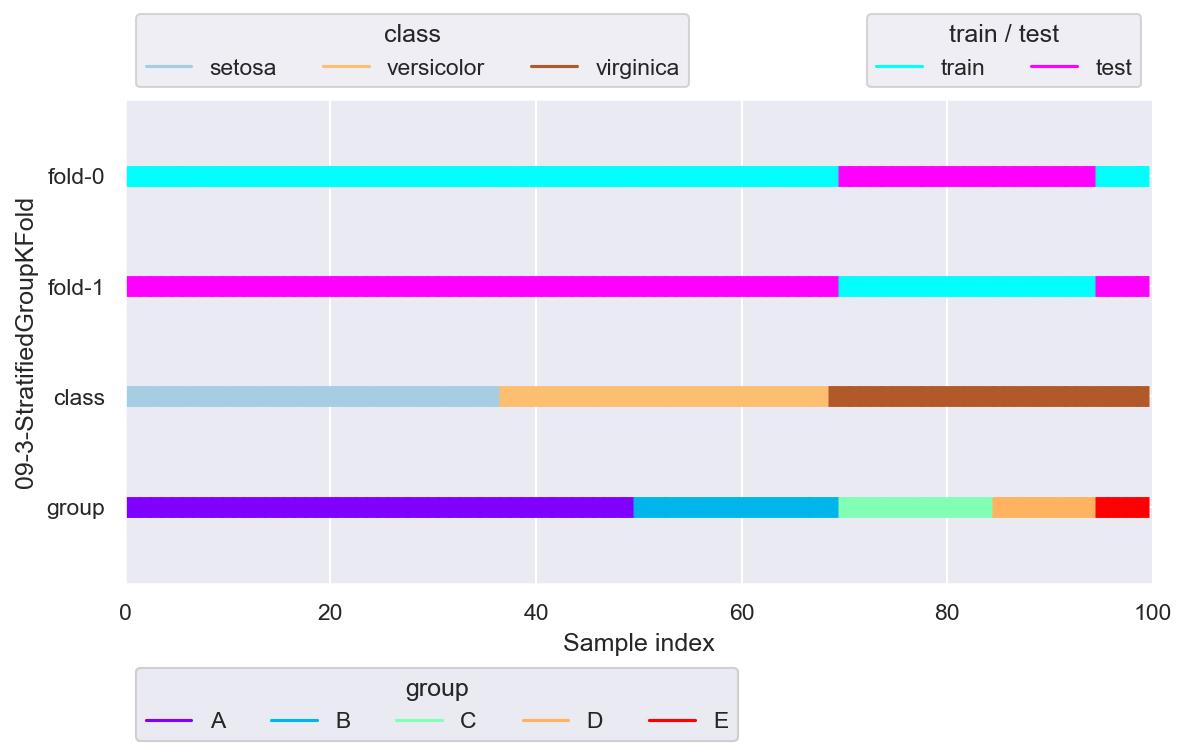 class
setosa versicolor virginica
train / test
train test
09-3-StratifiedGroupKFold
fold-0
fold-1
class
group
0 20 40 60 80 100
Sample index
group
A B C D E